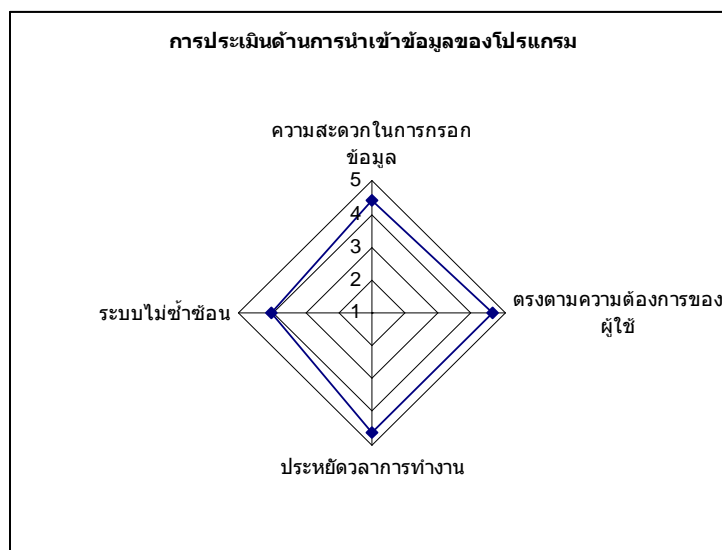 การประเมินด้านการนำเข้าข้อมูลของโปรแกรม
ความสะดวกในการกรอก
ข้อมูล
5
4
3
2
1
ระบบไม่ซ้ำซ้อน
ตรงตามความต้องการของ
ผู้ใช้
ประหยัดวลาการทำงาน